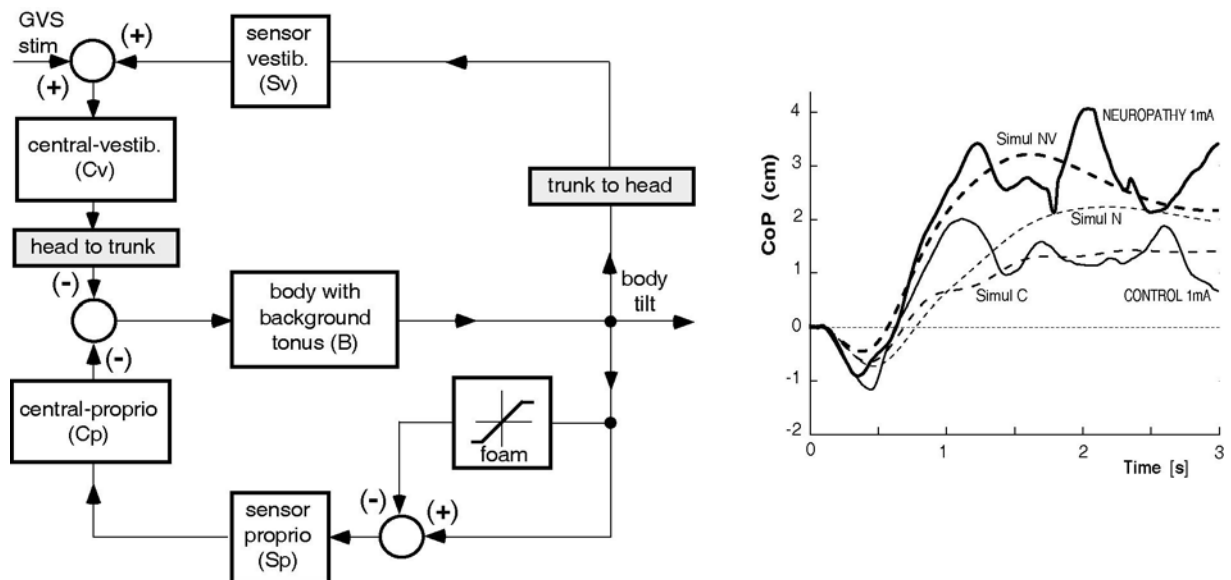 GVS
stim
(+)
(+)
sensor
vestib.
(Sv)
central-vestib.
(Cv)
trunk to head
head to trunk
(-)
body with
background
tonus (B)
body
tilt
(-)
central-proprio
(Cp)
foam
(-)
(+)
sensor
proprio
(Sp)
4
3
2
1
0
-1
-2
CoP (cm)
NEUROPATHY 1mA
Simul NV
Simul N
Simul C
CONTROL 1mA
0
1
2
3
Time [s]